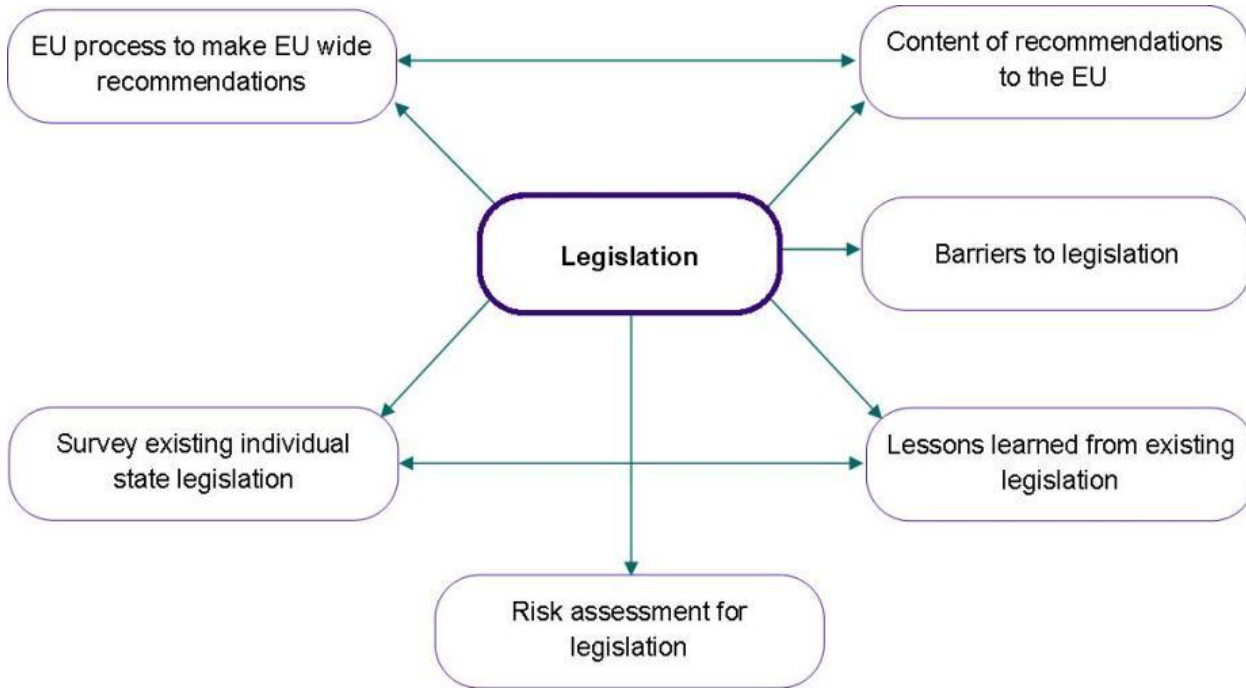 EU process to make EU wide
recommendations
Content of recommendations
to the EU
Legislation
Barriers to legislation
Survey existing individual
state legislation
Lessons learned from existing
legislation
Risk assessment for
legislation